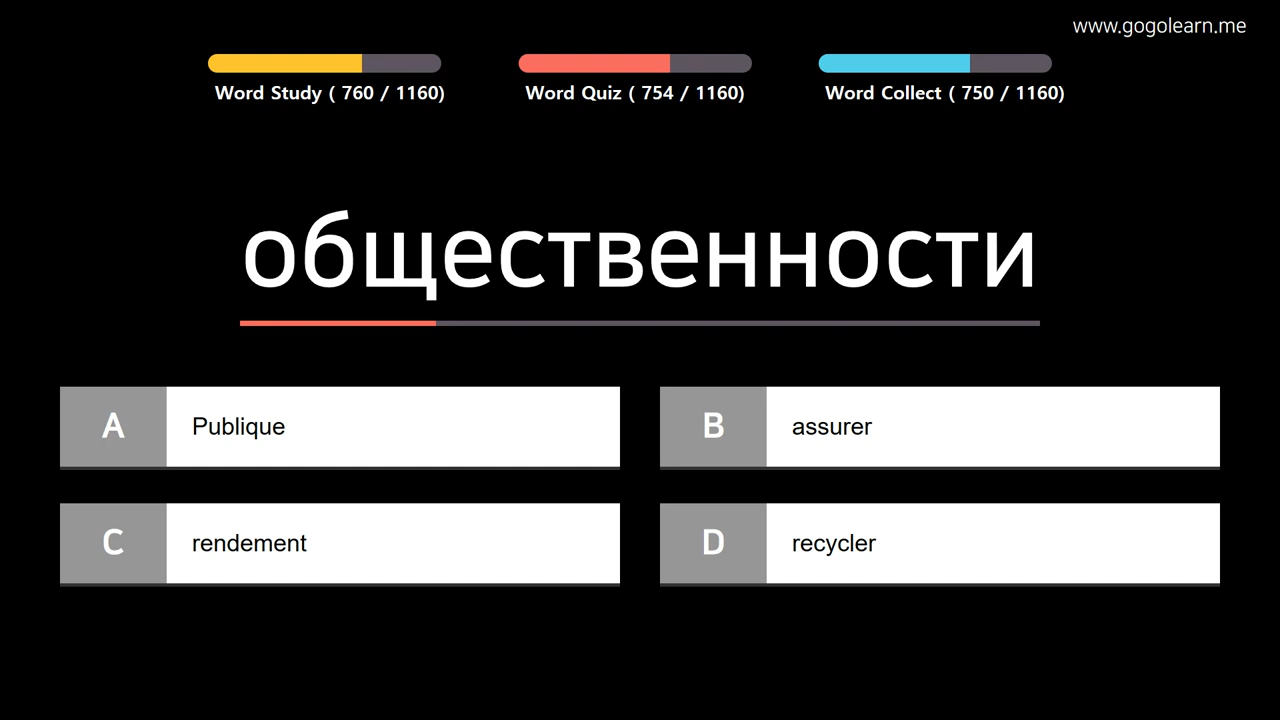 www.gogolearn.me
Word Study ( 760 / 1160)
Word Quiz ( 754 / 1160)
Word Collect ( 750 / 1160)
общественности
A Publique
B assurer
C rendement
D recycler